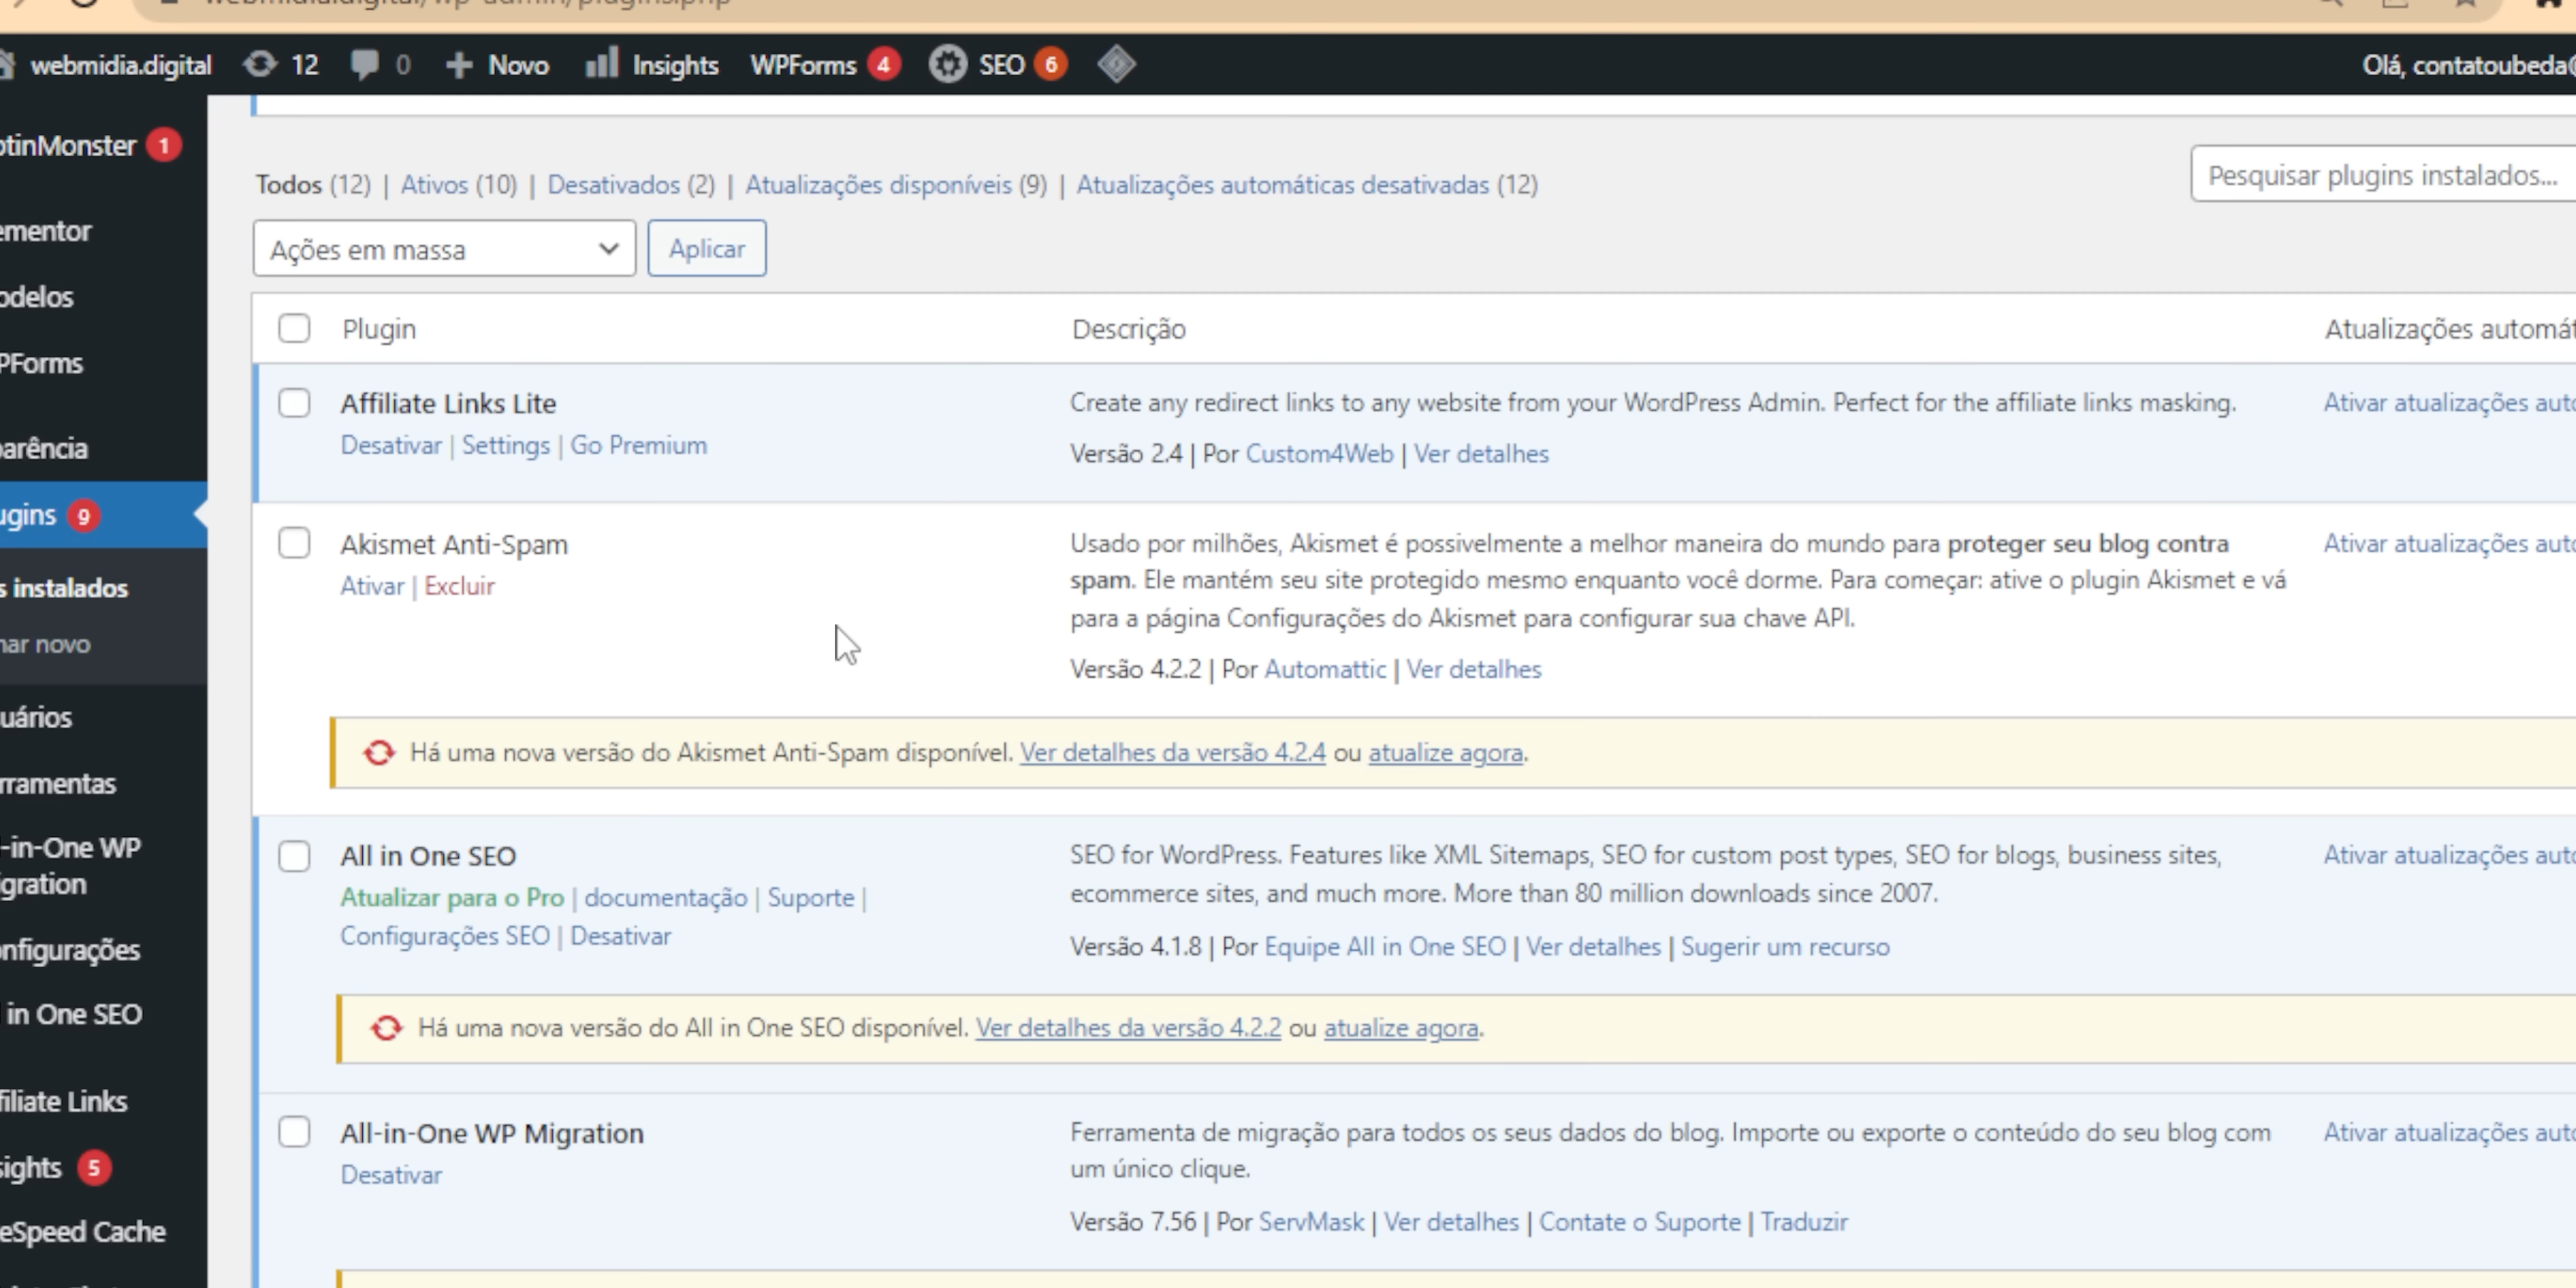 webmidia.digital 12 0 Novo Insights WPForms 4 SEO 6 Olá, contatoubeda@
tinMonster 1
ementor
odelos
PForms
parência
ugins 9
s instalados
nar novo
uários
rramentas
l-in-One WP
igration
onfigurações
in One SEO
filiate Links
sights 5
eSpeed Cache
Todos (12) | Ativos (10) | Desativados (2) | Atualizações disponíveis (9) | Atualizações automáticas desativadas (12)
Pesquisar plugins instalados...
Ações em massa Aplicar
Plugin Descrição Atualizações automát
Affiliate Links Lite
Desativar | Settings | Go Premium
Create any redirect links to any website from your WordPress Admin. Perfect for the affiliate links masking.
Versão 2.4 | Por Custom4Web | Ver detalhes
Ativar atualizações auto
Akismet Anti-Spam
Ativar | Excluir
Usado por milhões, Akismet é possivelmente a melhor maneira do mundo para proteger seu blog contra
spam. Ele mantém seu site protegido mesmo enquanto você dorme. Para começar: ative o plugin Akismet e vá
para a página Configurações do Akismet para configurar sua chave API.
Versão 4.2.2 | Por Automattic | Ver detalhes
Ativar atualizações auto
Há uma nova versão do Akismet Anti-Spam disponível. Ver detalhes da versão 4.2.4 ou atualize agora.
All in One SEO
Atualizar para o Pro | documentação | Suporte |
Configurações SEO | Desativar
SEO for WordPress. Features like XML Sitemaps, SEO for custom post types, SEO for blogs, business sites,
ecommerce sites, and much more. More than 80 million downloads since 2007.
Versão 4.1.8 | Por Equipe All in One SEO | Ver detalhes | Sugerir um recurso
Ativar atualizações auto
Há uma nova versão do All in One SEO disponível. Ver detalhes da versão 4.2.2 ou atualize agora.
All-in-One WP Migration
Desativar
Ferramenta de migração para todos os seus dados do blog. Importe ou exporte o conteúdo do seu blog com
um único clique.
Versão 7.56 | Por ServMask | Ver detalhes | Contate o Suporte | Traduzir
Ativar atualizações auto